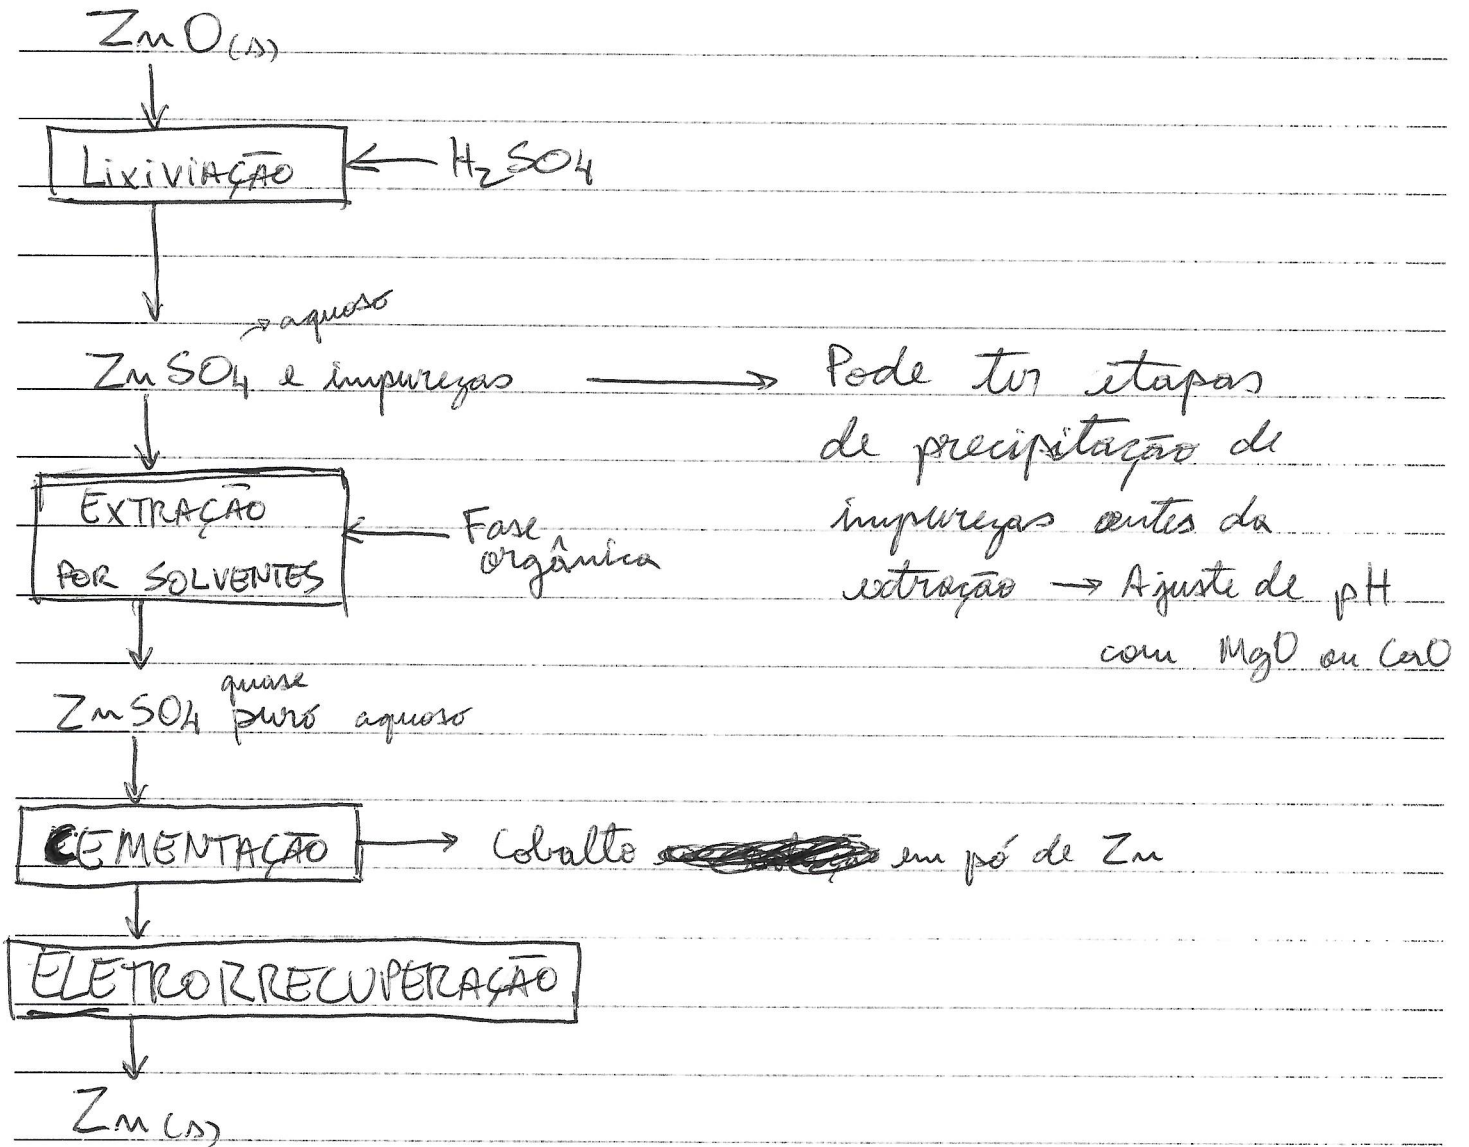 ZnO(s)
LixiviAÇÃO
H2SO4
→ aquoso
ZnSO4 e impurezas → Pode ter etapas
de precipitação de
impurezas antes da
extração → Ajuste de pH
com MgO ou CaO
EXTRAÇÃO
POR SOLVENTES
Fase
orgânica
quase
ZnSO4 puro aquoso
CEMENTAÇÃO → Cobalto em pó de Zn
ELETRORRECUPERAÇÃO
Zn(s)